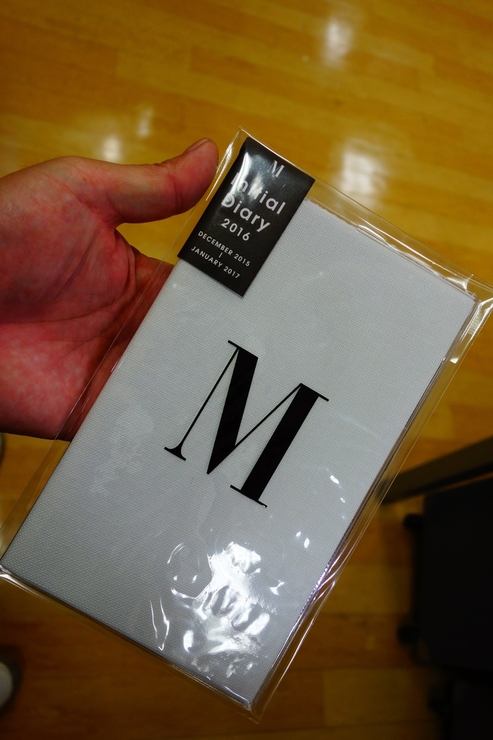 M
Initial
Diary
2016
DECEMBER 2015
|
JANUARY 2017
M